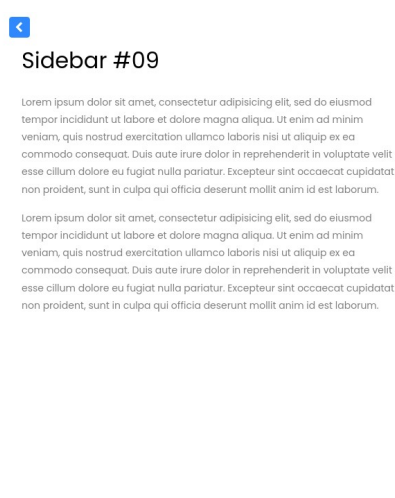 Sidebar #09
Lorem ipsum dolor sit amet, consectetur adipisicing elit, sed do eiusmod
tempor incididunt ut labore et dolore magna aliqua. Ut enim ad minim
veniam, quis nostrud exercitation ullamco laboris nisi ut aliquip ex ea
commodo consequat. Duis aute irure dolor in reprehenderit in voluptate velit
esse cillum dolore eu fugiat nulla pariatur. Excepteur sint occaecat cupidatat
non proident, sunt in culpa qui officia deserunt mollit anim id est laborum.
Lorem ipsum dolor sit amet, consectetur adipisicing elit, sed do eiusmod
tempor incididunt ut labore et dolore magna aliqua. Ut enim ad minim
veniam, quis nostrud exercitation ullamco laboris nisi ut aliquip ex ea
commodo consequat. Duis aute irure dolor in reprehenderit in voluptate velit
esse cillum dolore eu fugiat nulla pariatur. Excepteur sint occaecat cupidatat
non proident, sunt in culpa qui officia deserunt mollit anim id est laborum.